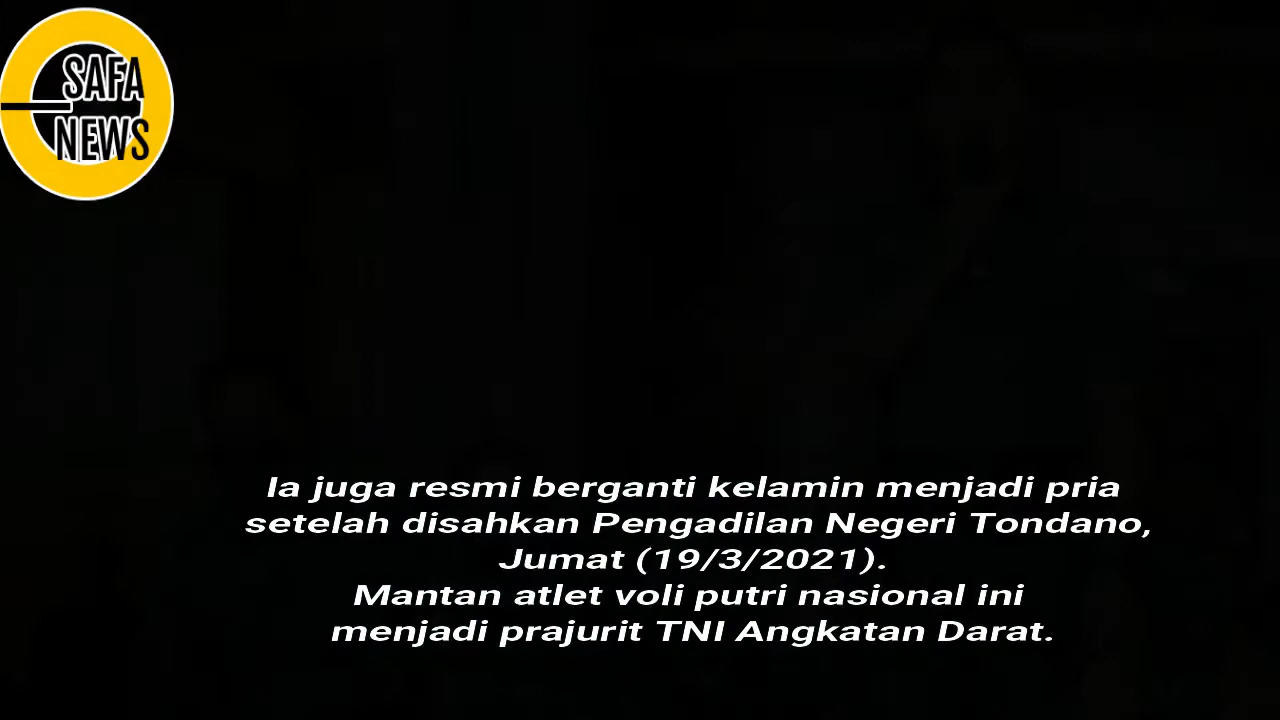 SAFA
NEWS
Ia juga resmi berganti kelamin menjadi pria
setelah disahkan Pengadilan Negeri Tondano,
Jumat (19/3/2021).
Mantan atlet voli putri nasional ini
menjadi prajurit TNI Angkatan Darat.